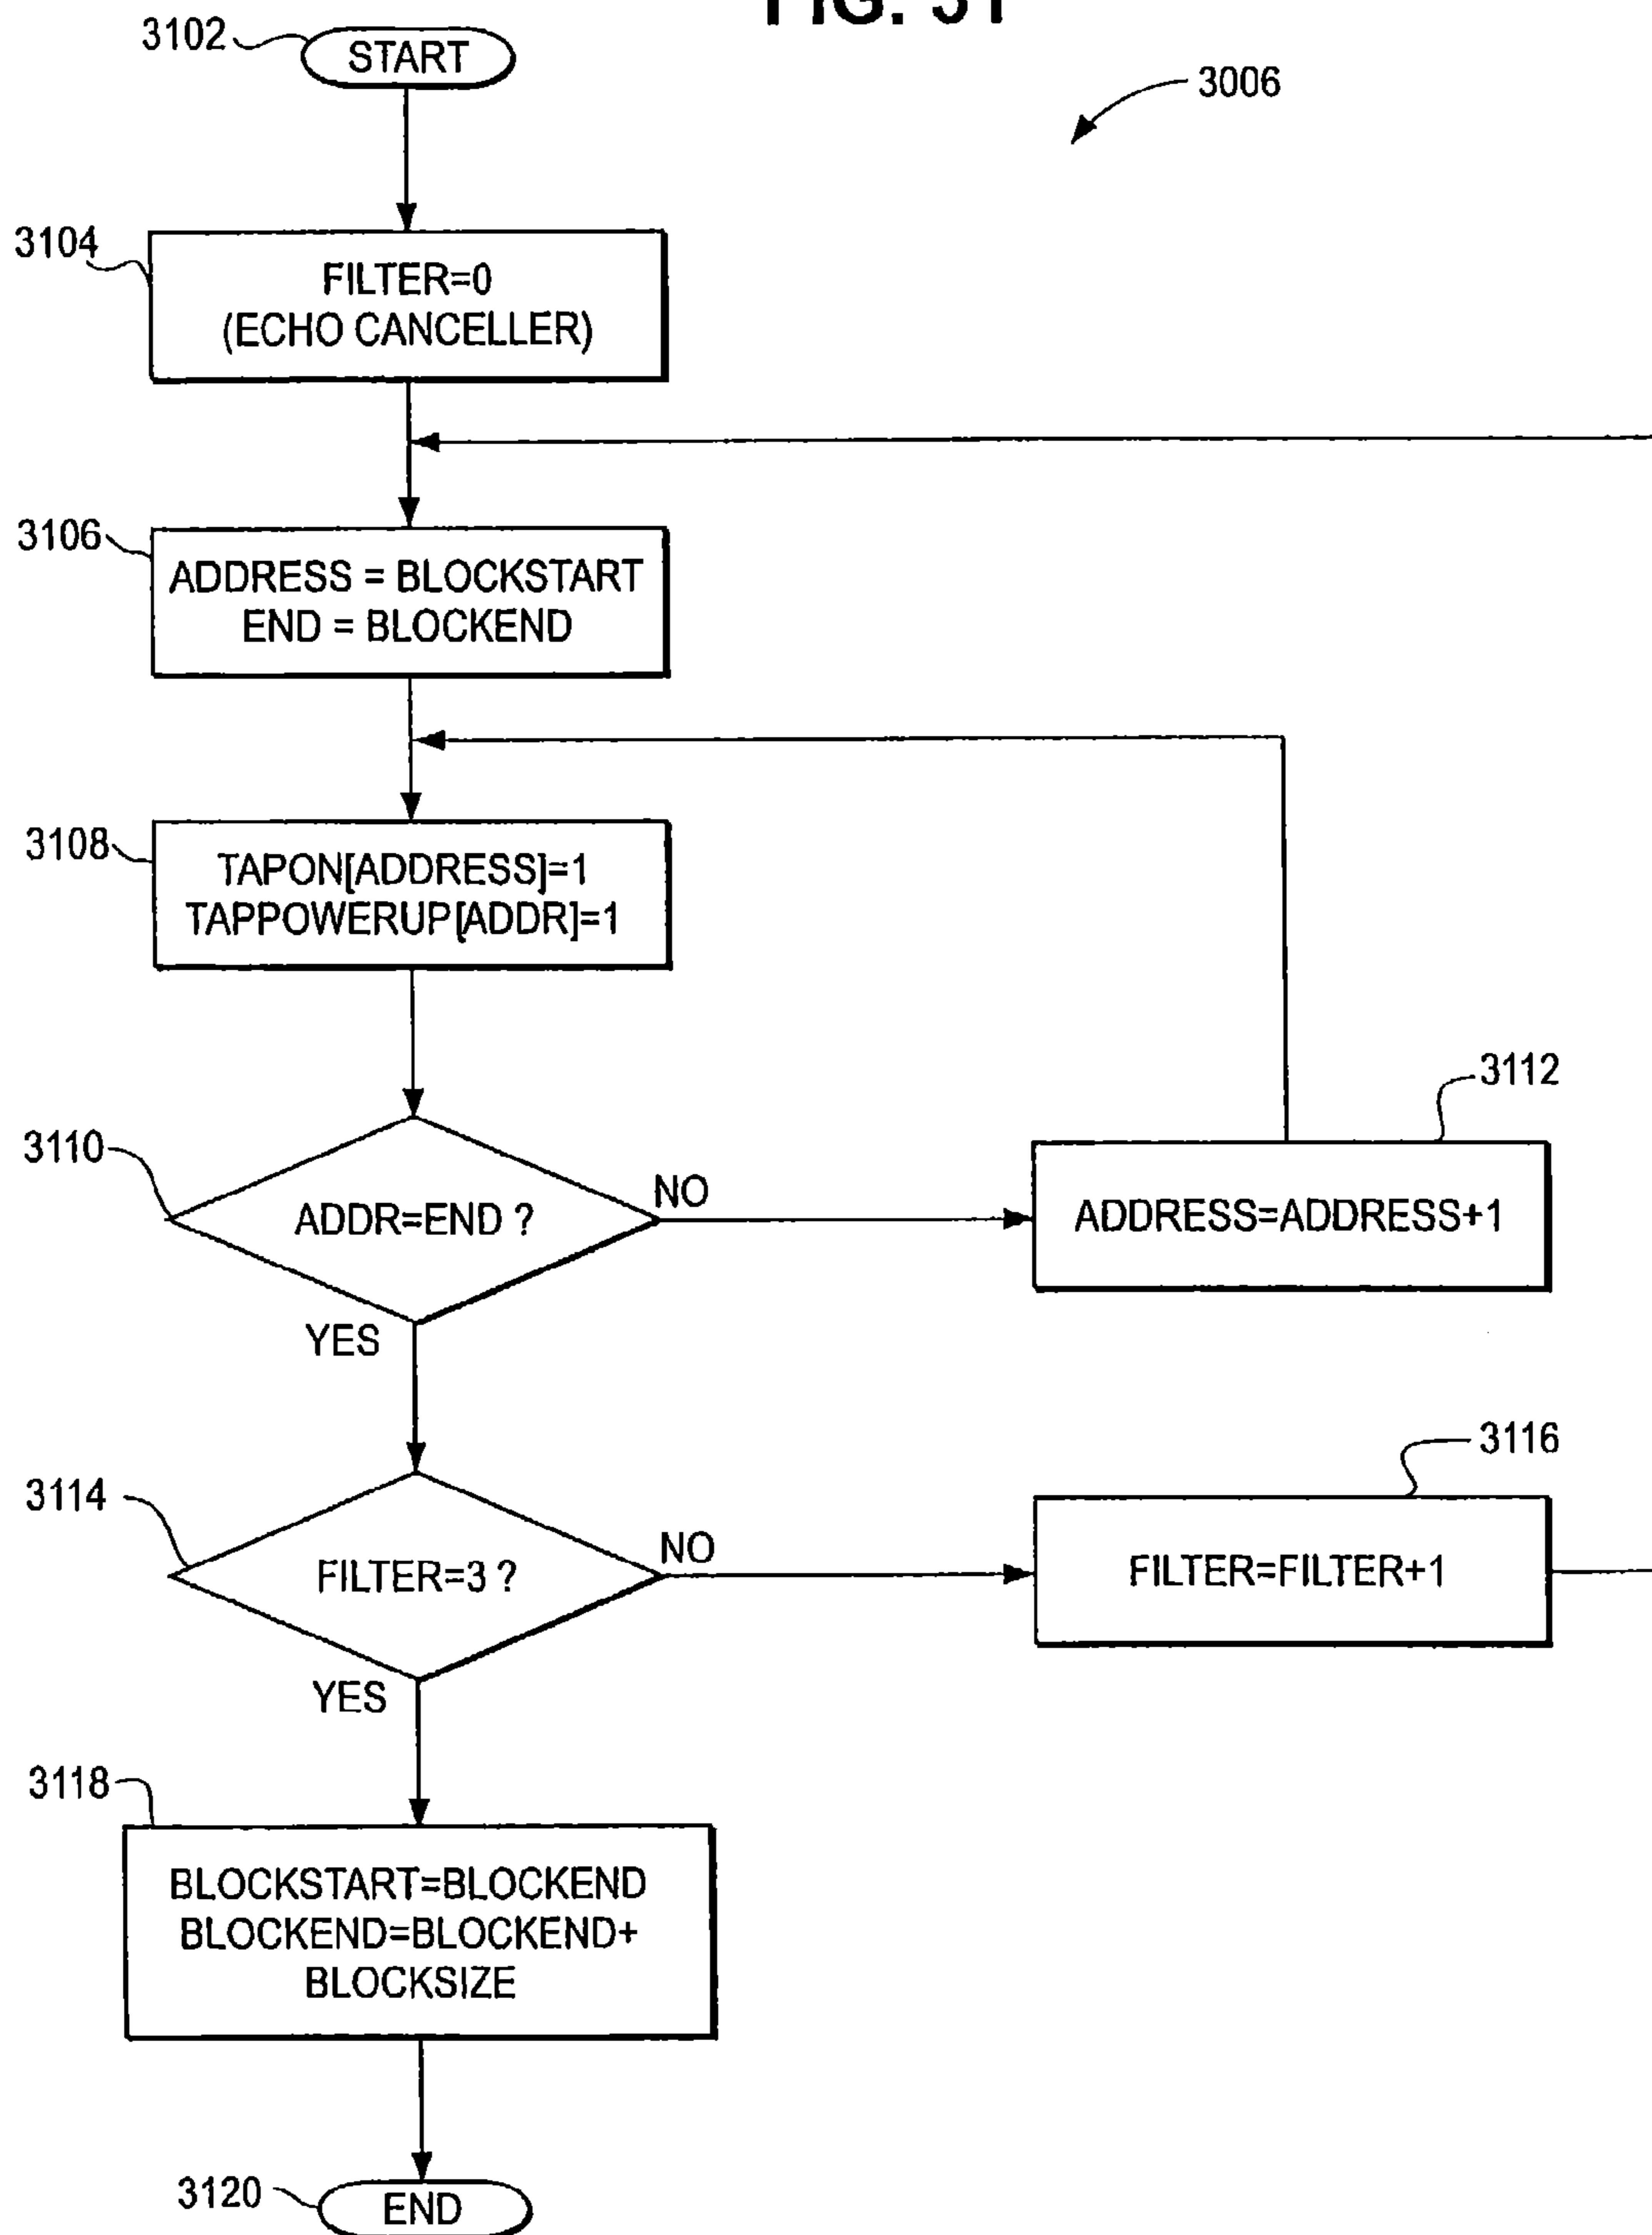 FIG. 31
3102
START
3006
3104
FILTER=0
(ECHO CANCELLER)
3106
ADDRESS = BLOCKSTART
END = BLOCKEND
3108
TAPON[ADDRESS]=1
TAPPOWERUP[ADDR]=1
3112
3110
ADDR=END ?
NO
ADDRESS=ADDRESS+1
YES
3116
3114
FILTER=3 ?
NO
FILTER=FILTER+1
YES
3118
BLOCKSTART=BLOCKEND
BLOCKEND=BLOCKEND+
BLOCKSIZE
3120
END